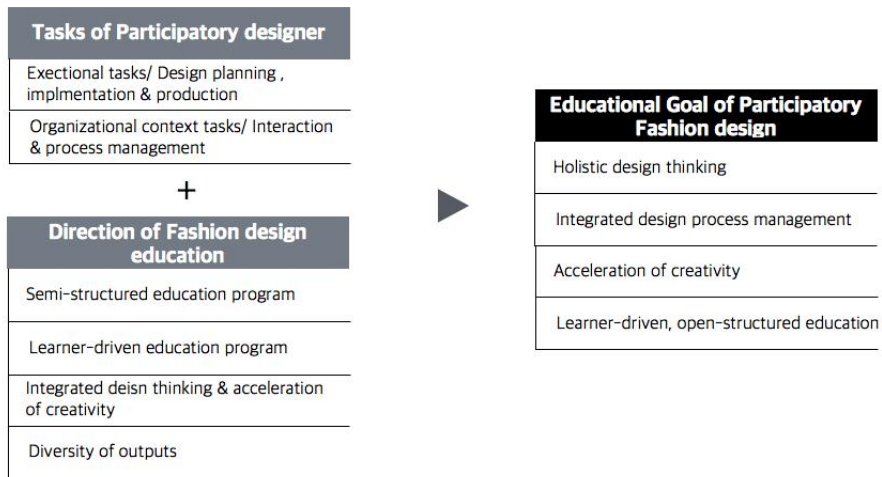 Tasks of Participatory designer
Exectional tasks/ Design planning ,
implmentation & production
Organizational context tasks/ Interaction
& process management
+
Direction of Fashion design
education
Semi-structured education program
Learner-driven education program
Integrated deisn thinking & acceleration
of creativity
Diversity of outputs
Educational Goal of Participatory
Fashion design
Holistic design thinking
Integrated design process management
Acceleration of creativity
Learner-driven, open-structured education